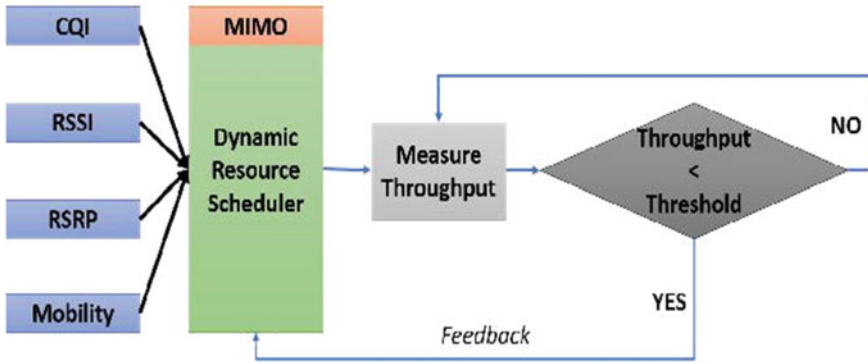 CQI
RSSI
RSRP
Mobility
MIMO
Dynamic
Resource
Scheduler
Measure
Throughput
Throughput
<
Threshold
NO
YES
Feedback